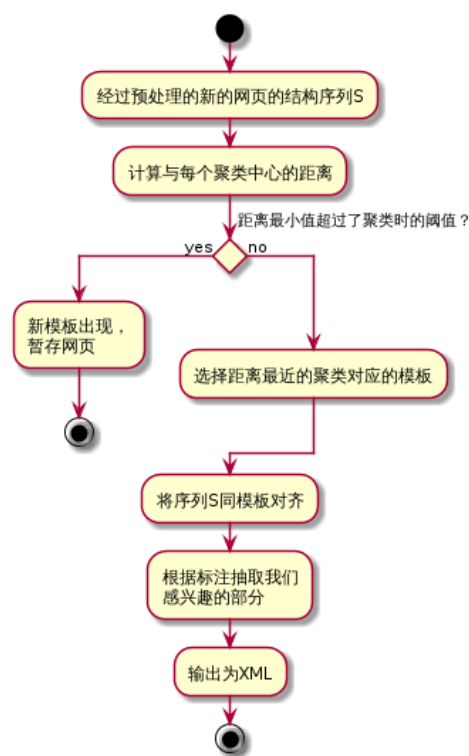 经过预处理的新的网页的结构序列S
计算与每个聚类中心的距离
距离最小值超过了聚类时的阈值？
yes
no
新模板出现，
暂存网页
选择距离最近的聚类对应的模板
将序列S同模板对齐
根据标注抽取我们
感兴趣的部分
输出为XML